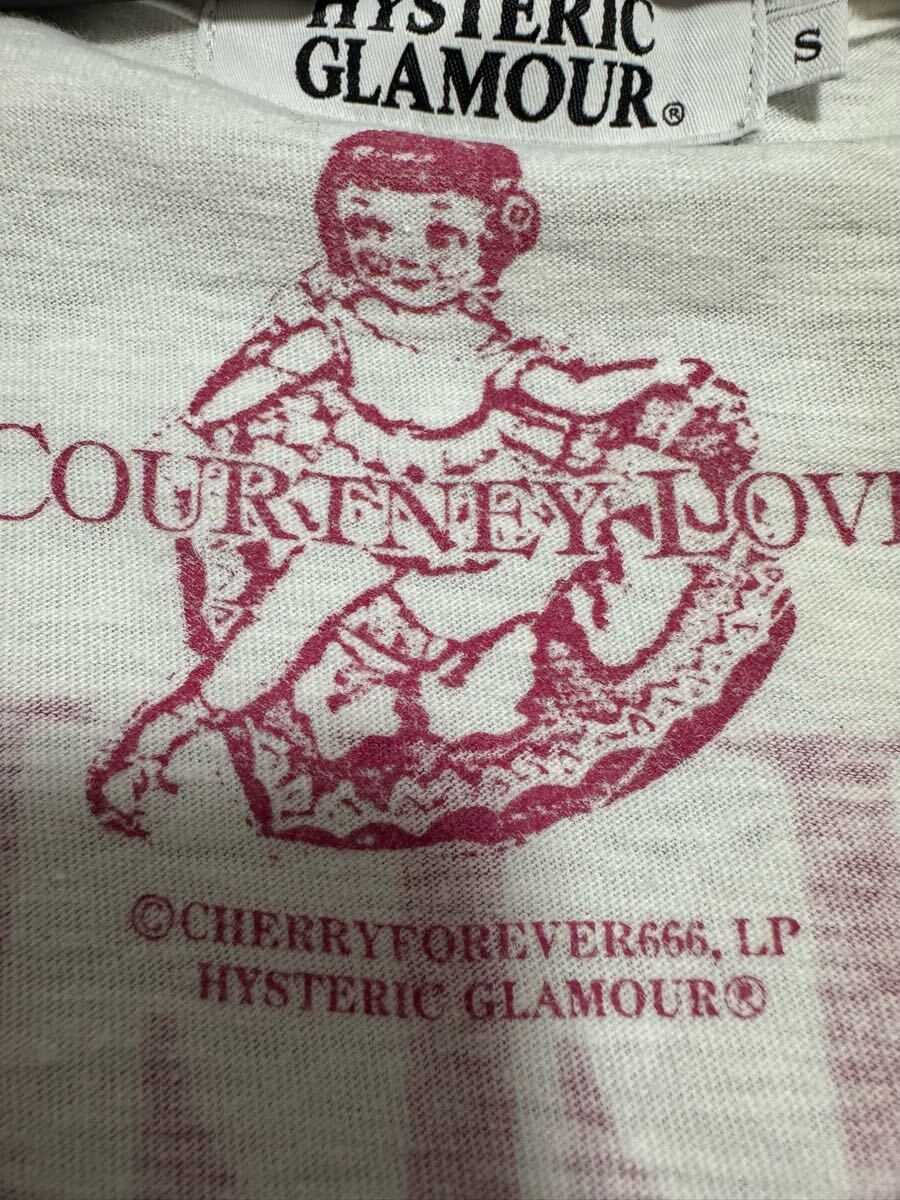 HYSTERIC
GLAMOUR®
S
COURTNEY LOVE
©CHERRYFOREVER666, LP
HYSTERIC GLAMOUR®